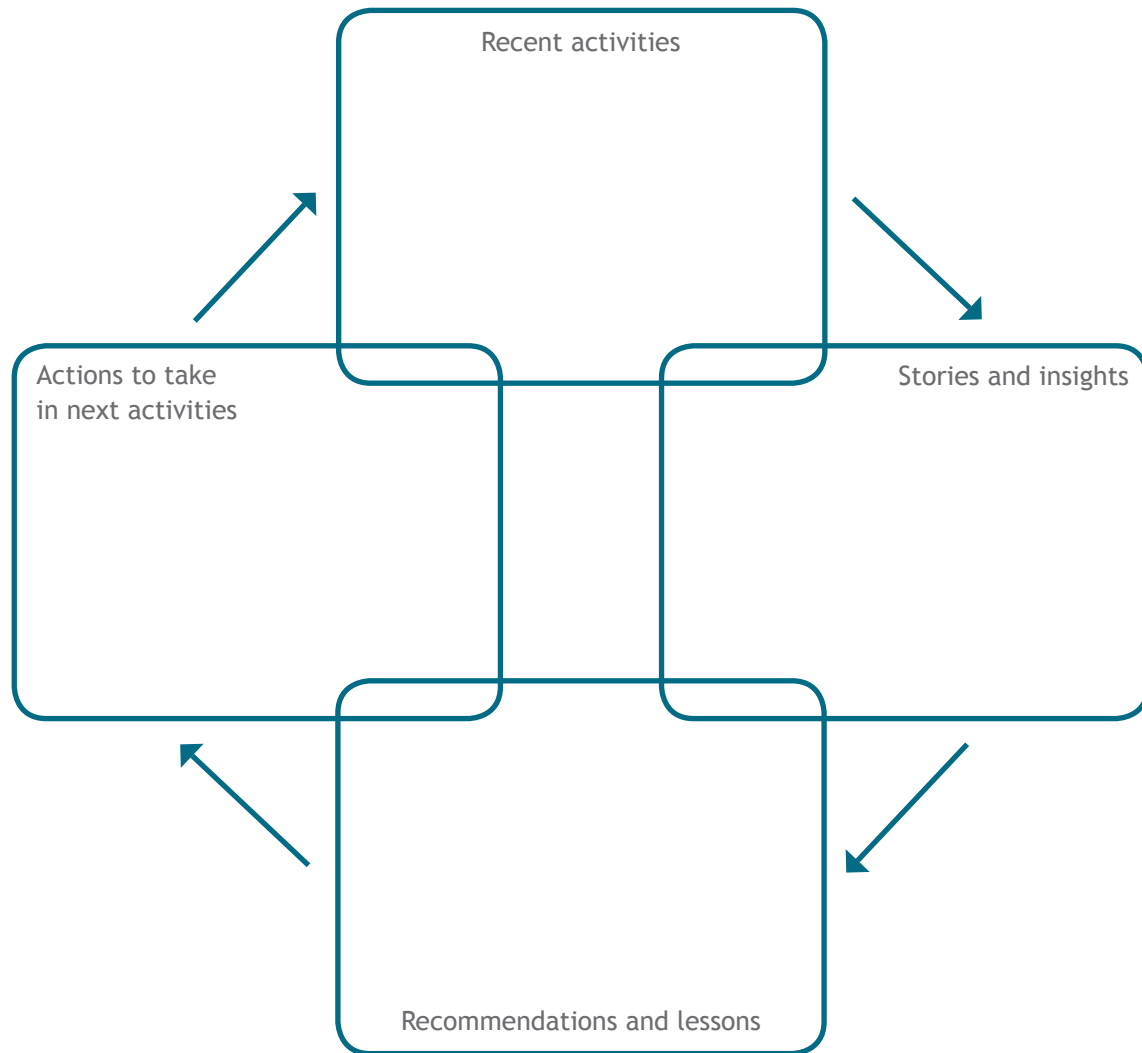 Recent activities
Actions to take
in next activities
Stories and insights
Recommendations and lessons